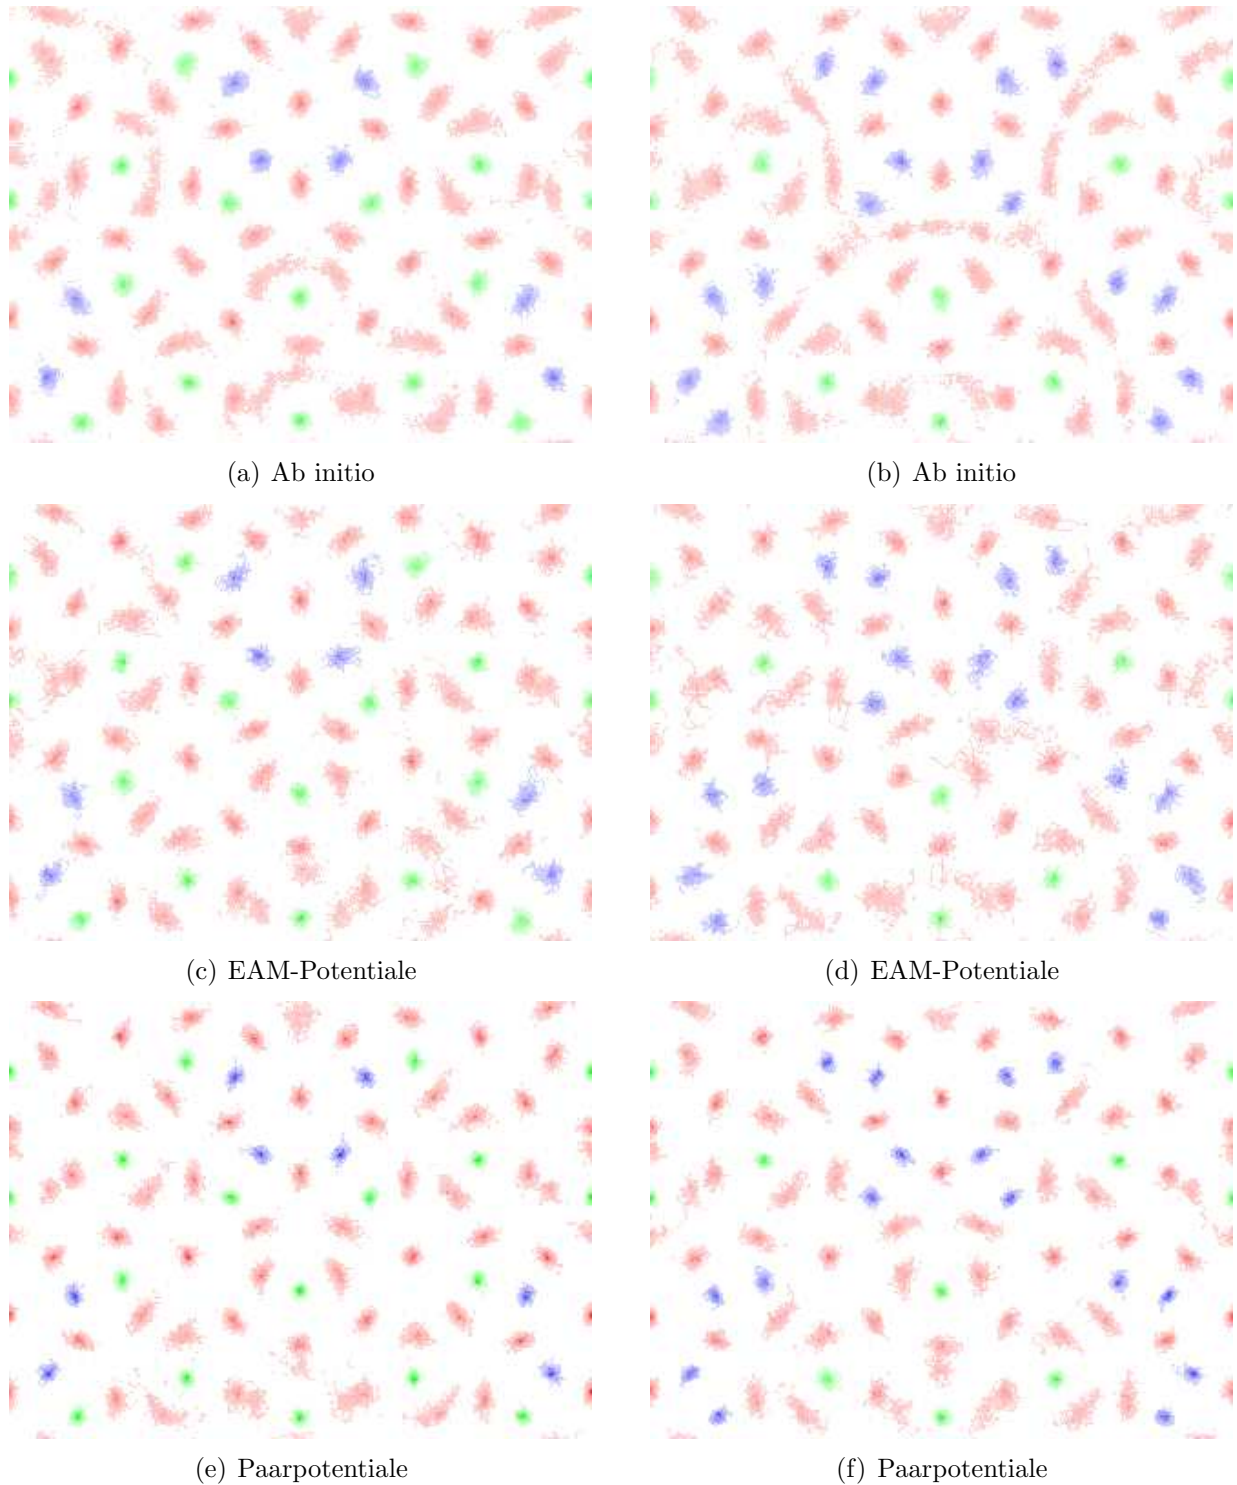 (a) Ab initio
(b) Ab initio
(c) EAM-Potentiale
(d) EAM-Potentiale
(e) Paarpotentiale
(f) Paarpotentiale